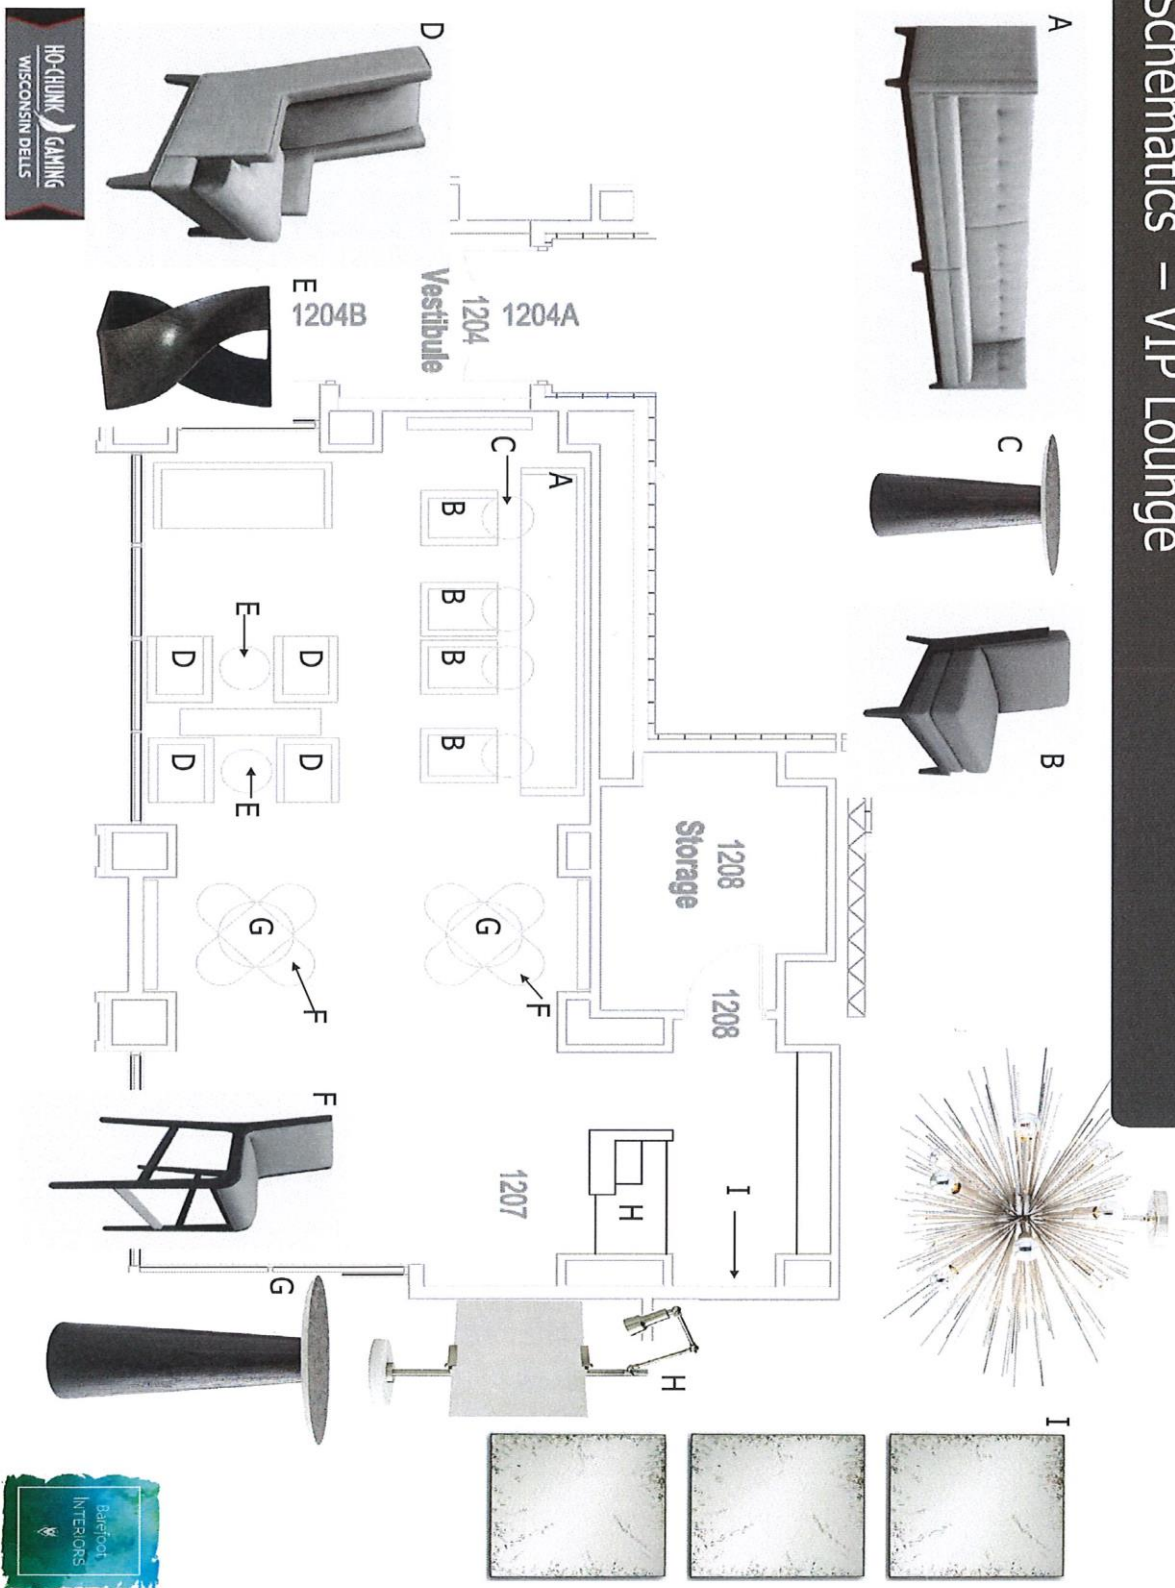 Schematics – VIP Lounge
A
C
B
I
D
E
1204B
1204A
1204
Vestibule
C
A
B
B
B
B
E
E
D
D
D
D
1208
Storage
1208
G
G
F
F
I
H
1207
F
G
H
HO-CHUNK GAMING
WISCONSIN DELLS
Barefoot
INTERIORS